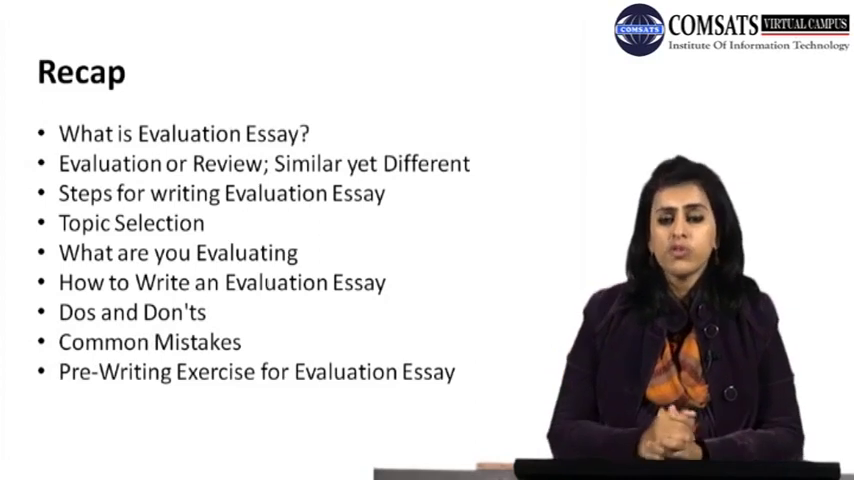 COMSATS
COMSATS VIRTUAL CAMPUS
Institute Of Information Technology
Recap
• What is Evaluation Essay?
• Evaluation or Review; Similar yet Different
• Steps for writing Evaluation Essay
• Topic Selection
• What are you Evaluating
• How to Write an Evaluation Essay
• Dos and Don'ts
• Common Mistakes
• Pre-Writing Exercise for Evaluation Essay